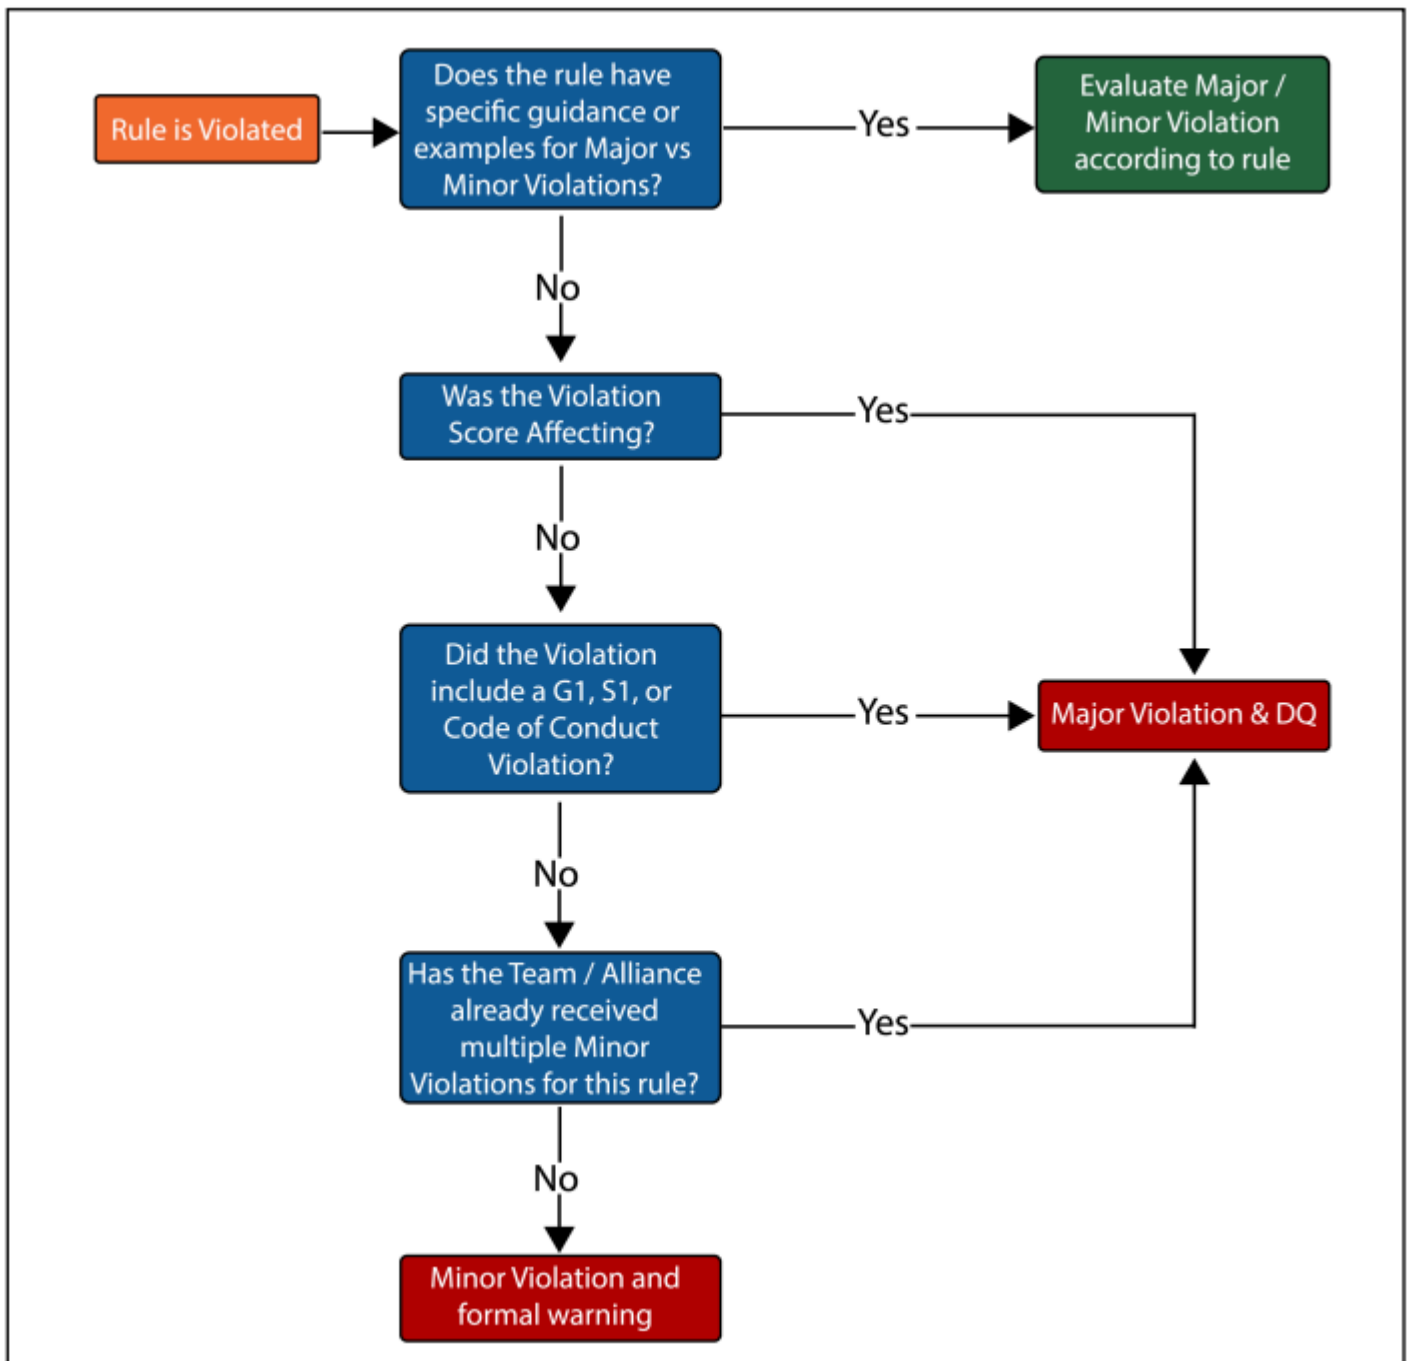 Rule is Violated
Does the rule have
specific guidance or
examples for Major vs
Minor Violations?
Yes
Evaluate Major /
Minor Violation
according to rule
No
Was the Violation
Score Affecting?
Yes
No
Did the Violation
include a G1, S1, or
Code of Conduct
Violation?
Yes
Major Violation & DQ
No
Has the Team / Alliance
already received
multiple Minor
Violations for this rule?
Yes
No
Minor Violation and
formal warning